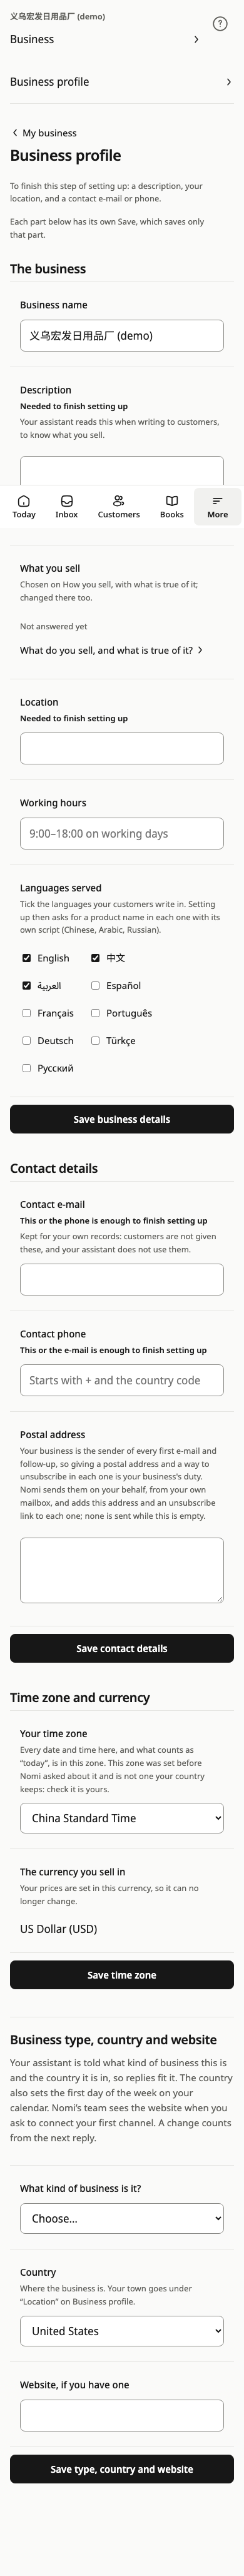 义乌宏发日用品厂 (demo)
Business
Business profile
My business
Business profile
To finish this step of setting up: a description, your
location, and a contact e-mail or phone.
Each part below has its own Save, which saves only
that part.
The business
Business name
义乌宏发日用品厂 (demo)
Description
Needed to finish setting up
Your assistant reads this when writing to customers,
to know what you sell.
Today
Inbox
Customers
Books
More
What you sell
Chosen on How you sell, with what is true of it;
changed there too.
Not answered yet
What do you sell, and what is true of it?
Location
Needed to finish setting up
Working hours
9:00–18:00 on working days
Languages served
Tick the languages your customers write in. Setting
up then asks for a product name in each one with its
own script (Chinese, Arabic, Russian).
English 中文
العربية Español
Français Português
Deutsch Türkçe
Русский
Save business details
Contact details
Contact e-mail
This or the phone is enough to finish setting up
Kept for your own records: customers are not given
these, and your assistant does not use them.
Contact phone
This or the e-mail is enough to finish setting up
Starts with + and the country code
Postal address
Your business is the sender of every first e-mail and
follow-up, so giving a postal address and a way to
unsubscribe in each one is your business's duty.
Nomi sends them on your behalf, from your own
mailbox, and adds this address and an unsubscribe
link to each one; none is sent while this is empty.
Save contact details
Time zone and currency
Your time zone
Every date and time here, and what counts as
“today”, is in this zone. This zone was set before
Nomi asked about it and is not one your country
keeps: check it is yours.
China Standard Time
The currency you sell in
Your prices are set in this currency, so it can no
longer change.
US Dollar (USD)
Save time zone
Business type, country and website
Your assistant is told what kind of business this is
and the country it is in, so replies fit it. The country
also sets the first day of the week on your
calendar. Nomi’s team sees the website when you
ask to connect your first channel. A change counts
from the next reply.
What kind of business is it?
Choose...
Country
Where the business is. Your town goes under
“Location” on Business profile.
United States
Website, if you have one
Save type, country and website